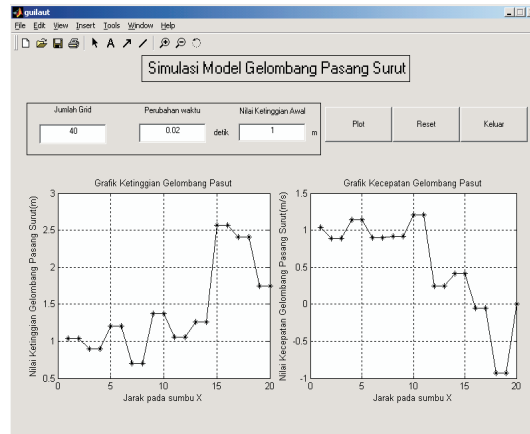 guilaut
File Edit View Insert Tools Window Help
Simulasi Model Gelombang Pasang Surut
Jumlah Grid
Perubahan waktu
Nilai Ketinggian Awal
40
0.02
detik
1
m
Plot
Reset
Keluar
Grafik Ketinggian Gelombang Pasut
Nilai Ketinggian Gelombang Pasang Surut(m)
3
2.5
2
1.5
1
0.5
0
5
10
15
20
Jarak pada sumbu X
Grafik Kecepatan Gelombang Pasut
Nilai Kecepatan Gelombang Pasang Surut(m/s)
1.5
1
0.5
0
-0.5
-1
0
5
10
15
20
Jarak pada sumbu X